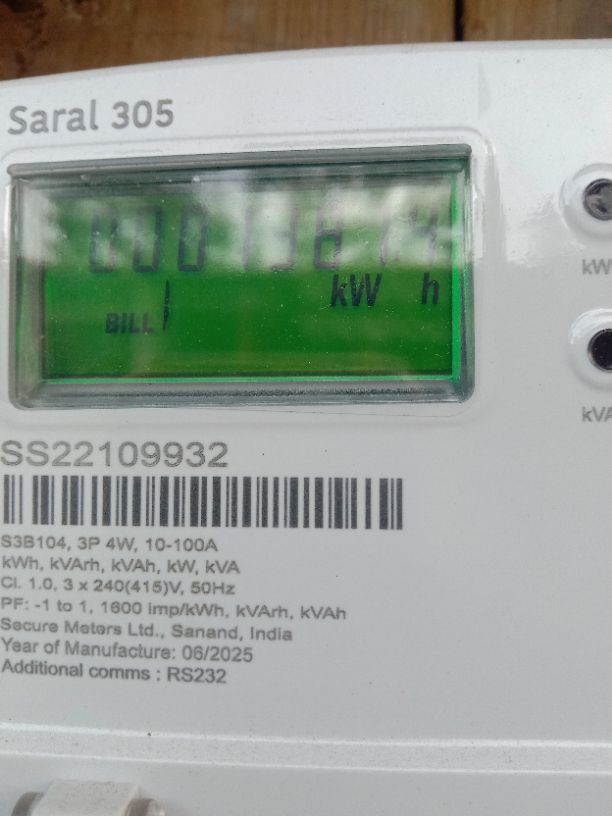 Saral 305
0001381.4
kW h
BILL
kW
kVA
SS22109932
S3B104, 3P 4W, 10-100A
kWh, kVArh, kVAh, kW, kVA
Cl. 1.0, 3 x 240(415)V, 50Hz
PF: -1 to 1, 1600 imp/kWh, kVArh, kVAh
Secure Meters Ltd., Sanand, India
Year of Manufacture: 06/2025
Additional comms : RS232